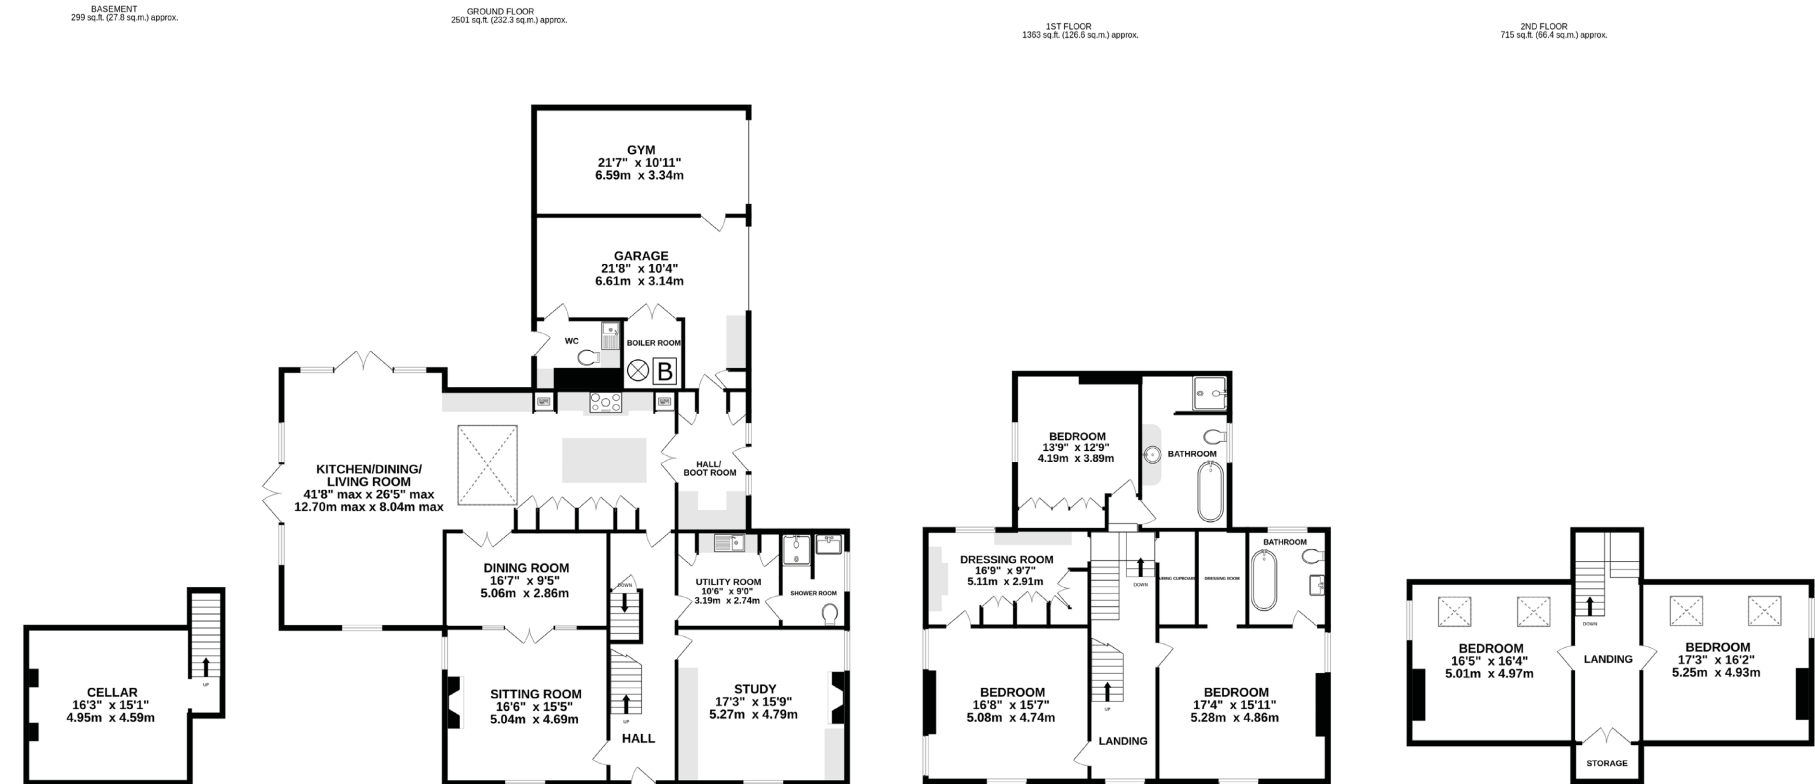 BASEMENT
299 sq.ft. (27.8 sq.m.) approx.
GROUND FLOOR
2501 sq.ft. (232.3 sq.m.) approx.
1ST FLOOR
1363 sq.ft. (126.6 sq.m.) approx.
2ND FLOOR
715 sq.ft. (66.4 sq.m.) approx.
CELLAR
16'3" x 15'1"
4.95m x 4.59m
UP
GYM
21'7" x 10'11"
6.59m x 3.34m
GARAGE
21'8" x 10'4"
6.61m x 3.14m
WC
BOILER ROOM
B
KITCHEN/DINING/
LIVING ROOM
41'8" max x 26'5" max
12.70m max x 8.04m max
HALL/
BOOT ROOM
DINING ROOM
16'7" x 9'5"
5.06m x 2.86m
DOWN
UTILITY ROOM
10'6" x 9'0"
3.19m x 2.74m
SHOWER ROOM
SITTING ROOM
16'6" x 15'5"
5.04m x 4.69m
UP
HALL
STUDY
17'3" x 15'9"
5.27m x 4.79m
BEDROOM
13'9" x 12'9"
4.19m x 3.89m
BATHROOM
DRESSING ROOM
16'9" x 9'7"
5.11m x 2.91m
DOWN
CUPBOARD
DRESSING ROOM
BATHROOM
BEDROOM
16'8" x 15'7"
5.08m x 4.74m
UP
LANDING
BEDROOM
17'4" x 15'11"
5.28m x 4.86m
BEDROOM
16'5" x 16'4"
5.01m x 4.97m
DOWN
LANDING
BEDROOM
17'3" x 16'2"
5.25m x 4.93m
STORAGE